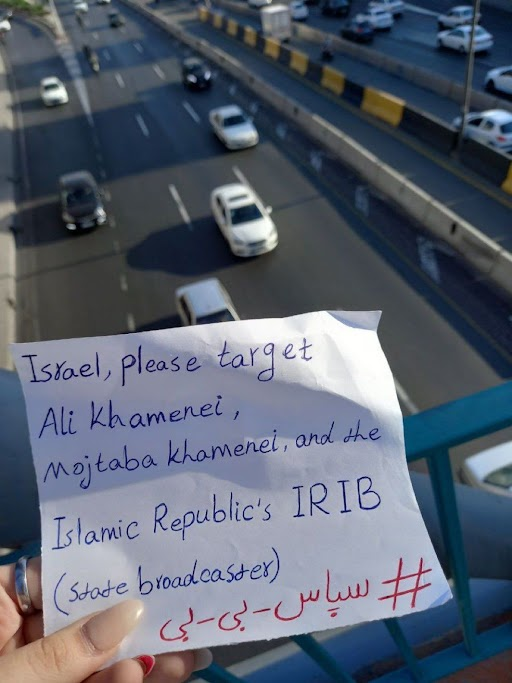 Israel, please target
Ali Khamenei,
Mojtaba Khamenei, and the
Islamic Republic's IRIB
(state broadcaster)
#سپاس-بی-بی